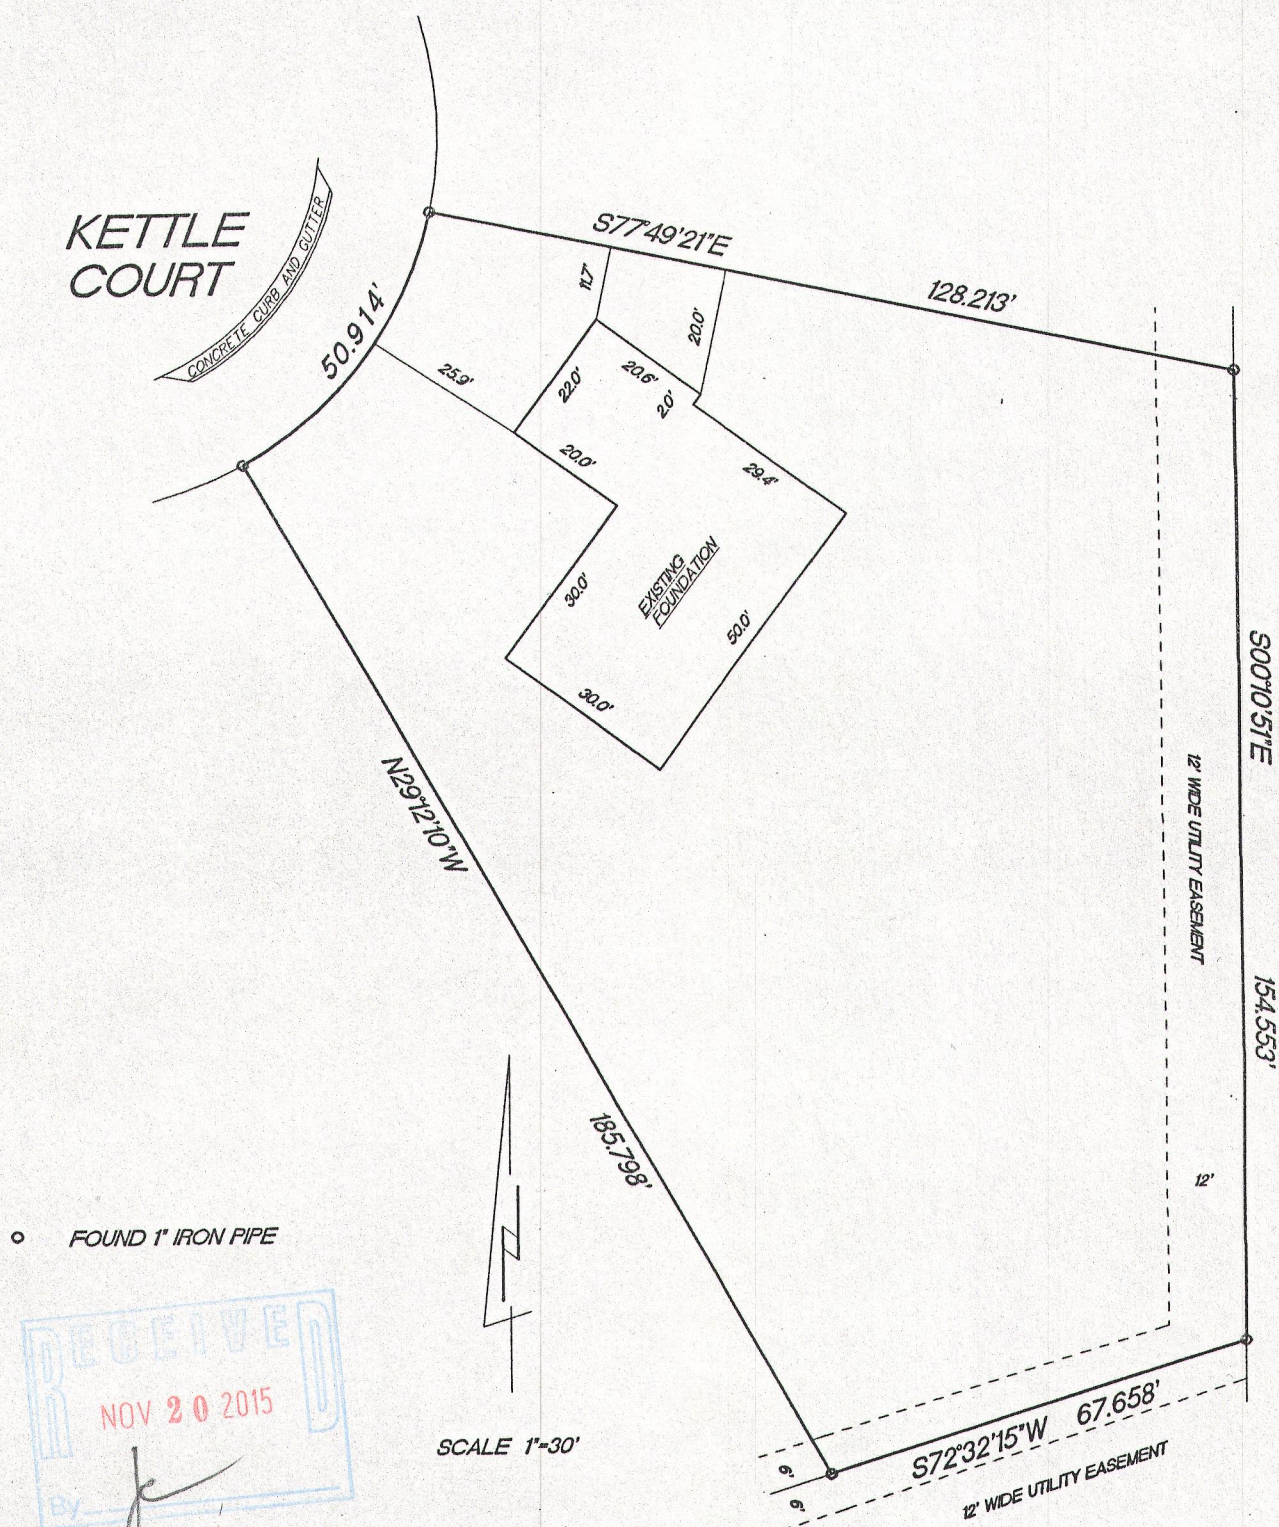 KETTLE
COURT
CONCRETE CURB AND GUTTER
50.914'
S77°49'21"E
128.213'
11.7'
20.0'
25.9'
22.0'
20.6'
2.0'
20.0'
29.4'
EXISTING
FOUNDATION
30.0'
50.0'
30.0'
S00°10'51"E
12' WIDE UTILITY EASEMENT
154.553'
12'
N29°12'10"W
185.798'
FOUND 1" IRON PIPE
RECEIVED
NOV 20 2015
By
SCALE 1"=30'
S72°32'15"W 67.658'
6'
6'
12' WIDE UTILITY EASEMENT